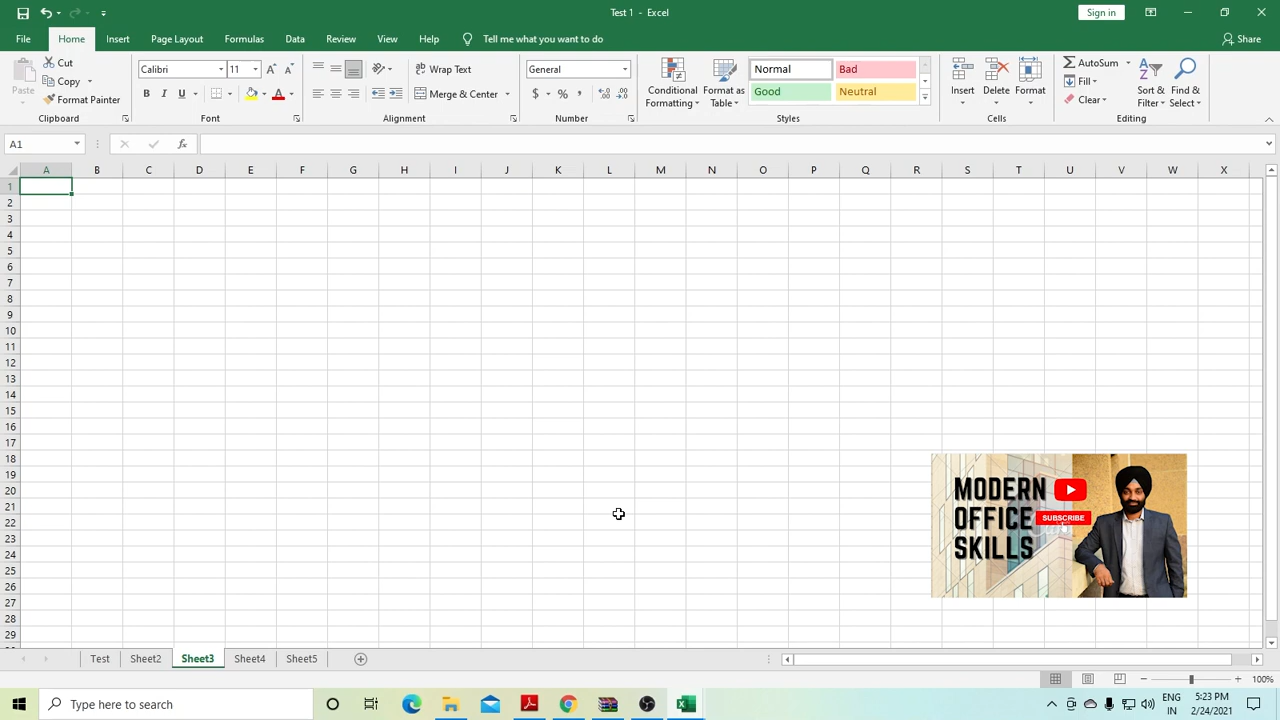 Test 1 - Excel
Sign in
File Home Insert Page Layout Formulas Data Review View Help Tell me what you want to do Share
Paste
Cut
Copy
Format Painter
Clipboard
Calibri 11 A A
B I U A
Font
ab Wrap Text
Merge & Center
Alignment
General
$ % ,
Number
Conditional Formatting
Format as Table
Normal Bad
Good Neutral
Styles
Insert Delete Format
Cells
AutoSum
Fill
Clear
Sort & Filter
Find & Select
Editing
A1 fx
A B C D E F G H I J K L M N O P Q R S T U V W X
1
2
3
4
5
6
7
8
9
10
11
12
13
14
15
16
17
18
19
20
21
22
23
24
25
26
27
28
29
MODERN
OFFICE
SUBSCRIBE
SKILLS
Test Sheet2 Sheet3 Sheet4 Sheet5
100%
Type here to search
ENG
IN
5:23 PM
2/24/2021